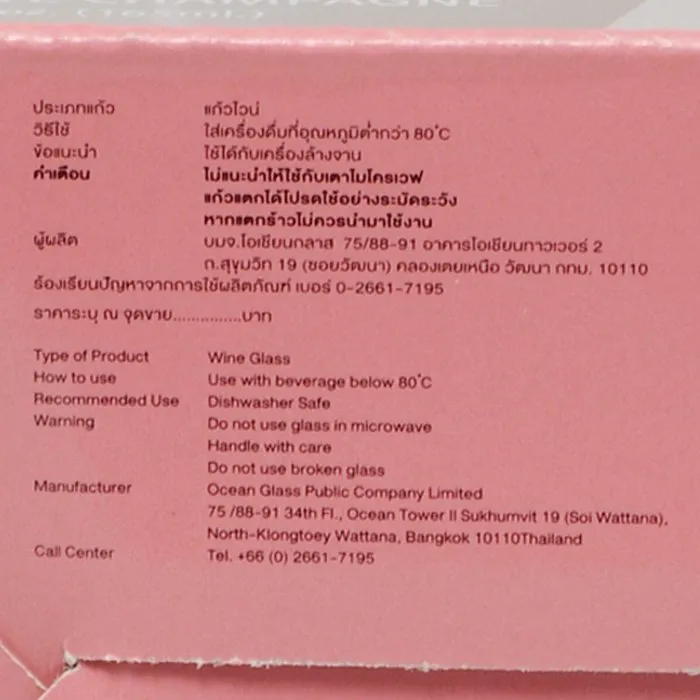 CHAMPAGNE
(165mL)
ประเภทแก้ว แก้วไวน์
วิธีใช้ ใส่เครื่องดื่มที่อุณหภูมิต่ำกว่า 80°C
ข้อแนะนำ ใช้ได้กับเครื่องล้างจาน
คำเตือน ไม่แนะนำให้ใช้กับเตาไมโครเวฟ
แก้วแตกได้โปรดใช้อย่างระมัดระวัง
หากแตกร้าวไม่ควรนำมาใช้งาน
ผู้ผลิต บมจ.โอเชียนกลาส 75/88-91 อาคารโอเชียนทาวเวอร์ 2
ถ.สุขุมวิท 19 (ซอยวัฒนา) คลองเตยเหนือ วัฒนา กทม. 10110
ร้องเรียนปัญหาจากการใช้ผลิตภัณฑ์ เบอร์ 0-2661-7195
ราคาระบุ ณ จุดขาย...............บาท
Type of Product Wine Glass
How to use Use with beverage below 80°C
Recommended Use Dishwasher Safe
Warning Do not use glass in microwave
Handle with care
Do not use broken glass
Manufacturer Ocean Glass Public Company Limited
75 /88-91 34th Fl., Ocean Tower II Sukhumvit 19 (Soi Wattana),
North-Klongtoey Wattana, Bangkok 10110Thailand
Call Center Tel. +66 (0) 2661-7195